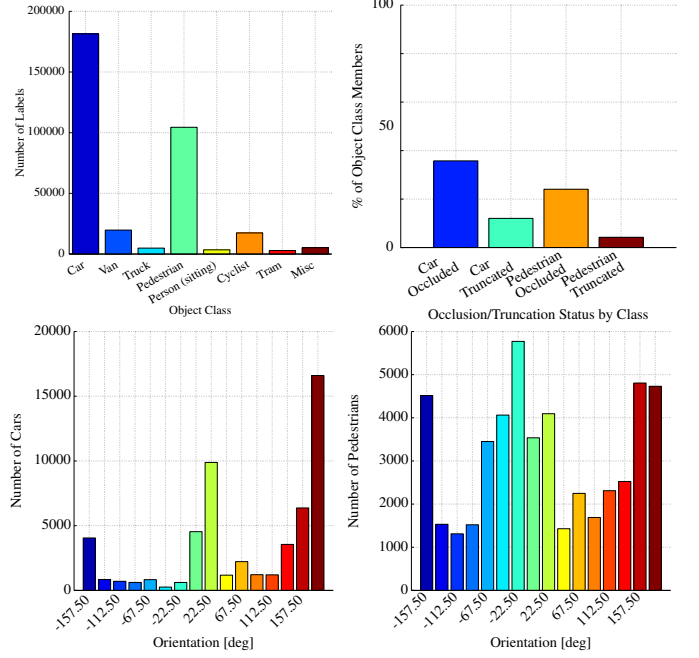 200000
150000
100000
50000
0
Number of Labels
Car
Van
Truck
Pedestrian
Person (sitting)
Cyclist
Tram
Misc
Object Class
100
50
0
% of Object Class Members
Car
Occluded
Car
Truncated
Pedestrian
Occluded
Pedestrian
Truncated
Occlusion/Truncation Status by Class
20000
15000
10000
5000
0
Number of Cars
-157.50
-112.50
-67.50
-22.50
22.50
67.50
112.50
157.50
Orientation [deg]
6000
5000
4000
3000
2000
1000
0
Number of Pedestrians
-157.50
-112.50
-67.50
-22.50
22.50
67.50
112.50
157.50
Orientation [deg]